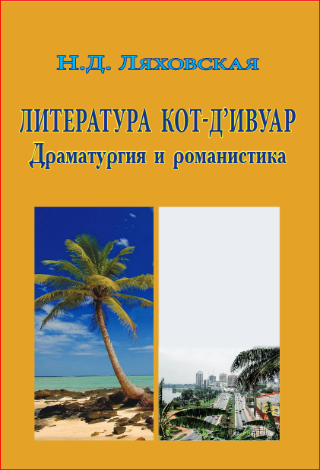 Н.Д. Ляховская
ЛИТЕРАТУРА КОТ-Д'ИВУАР
Драматургия и романистика